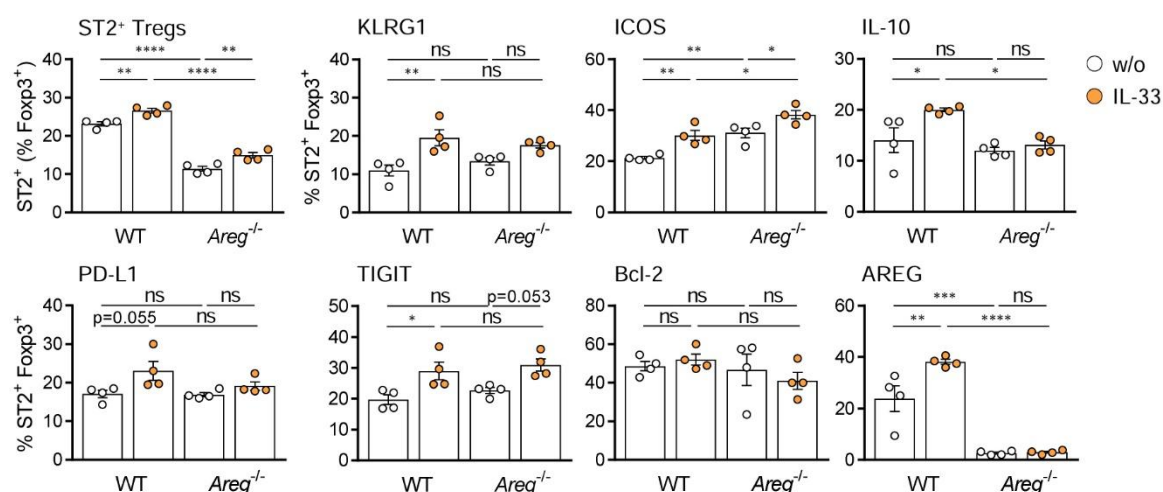 ST2⁺ Tregs
ST2⁺ (% Foxp3⁺)
40
30
20
10
0
****
**
**
****
WT
Areg⁻/⁻
KLRG1
% ST2⁺ Foxp3⁺
40
30
20
10
0
ns
ns
**
ns
WT
Areg⁻/⁻
ICOS
60
40
20
0
**
*
**
*
WT
Areg⁻/⁻
IL-10
30
20
10
0
ns
ns
*
*
WT
Areg⁻/⁻
w/o
IL-33
PD-L1
% ST2⁺ Foxp3⁺
40
30
20
10
0
ns
ns
p=0.055
ns
WT
Areg⁻/⁻
TIGIT
50
40
30
20
10
0
ns
p=0.053
*
ns
WT
Areg⁻/⁻
Bcl-2
80
60
40
20
0
ns
ns
ns
ns
WT
Areg⁻/⁻
AREG
60
40
20
0
***
ns
**
****
WT
Areg⁻/⁻